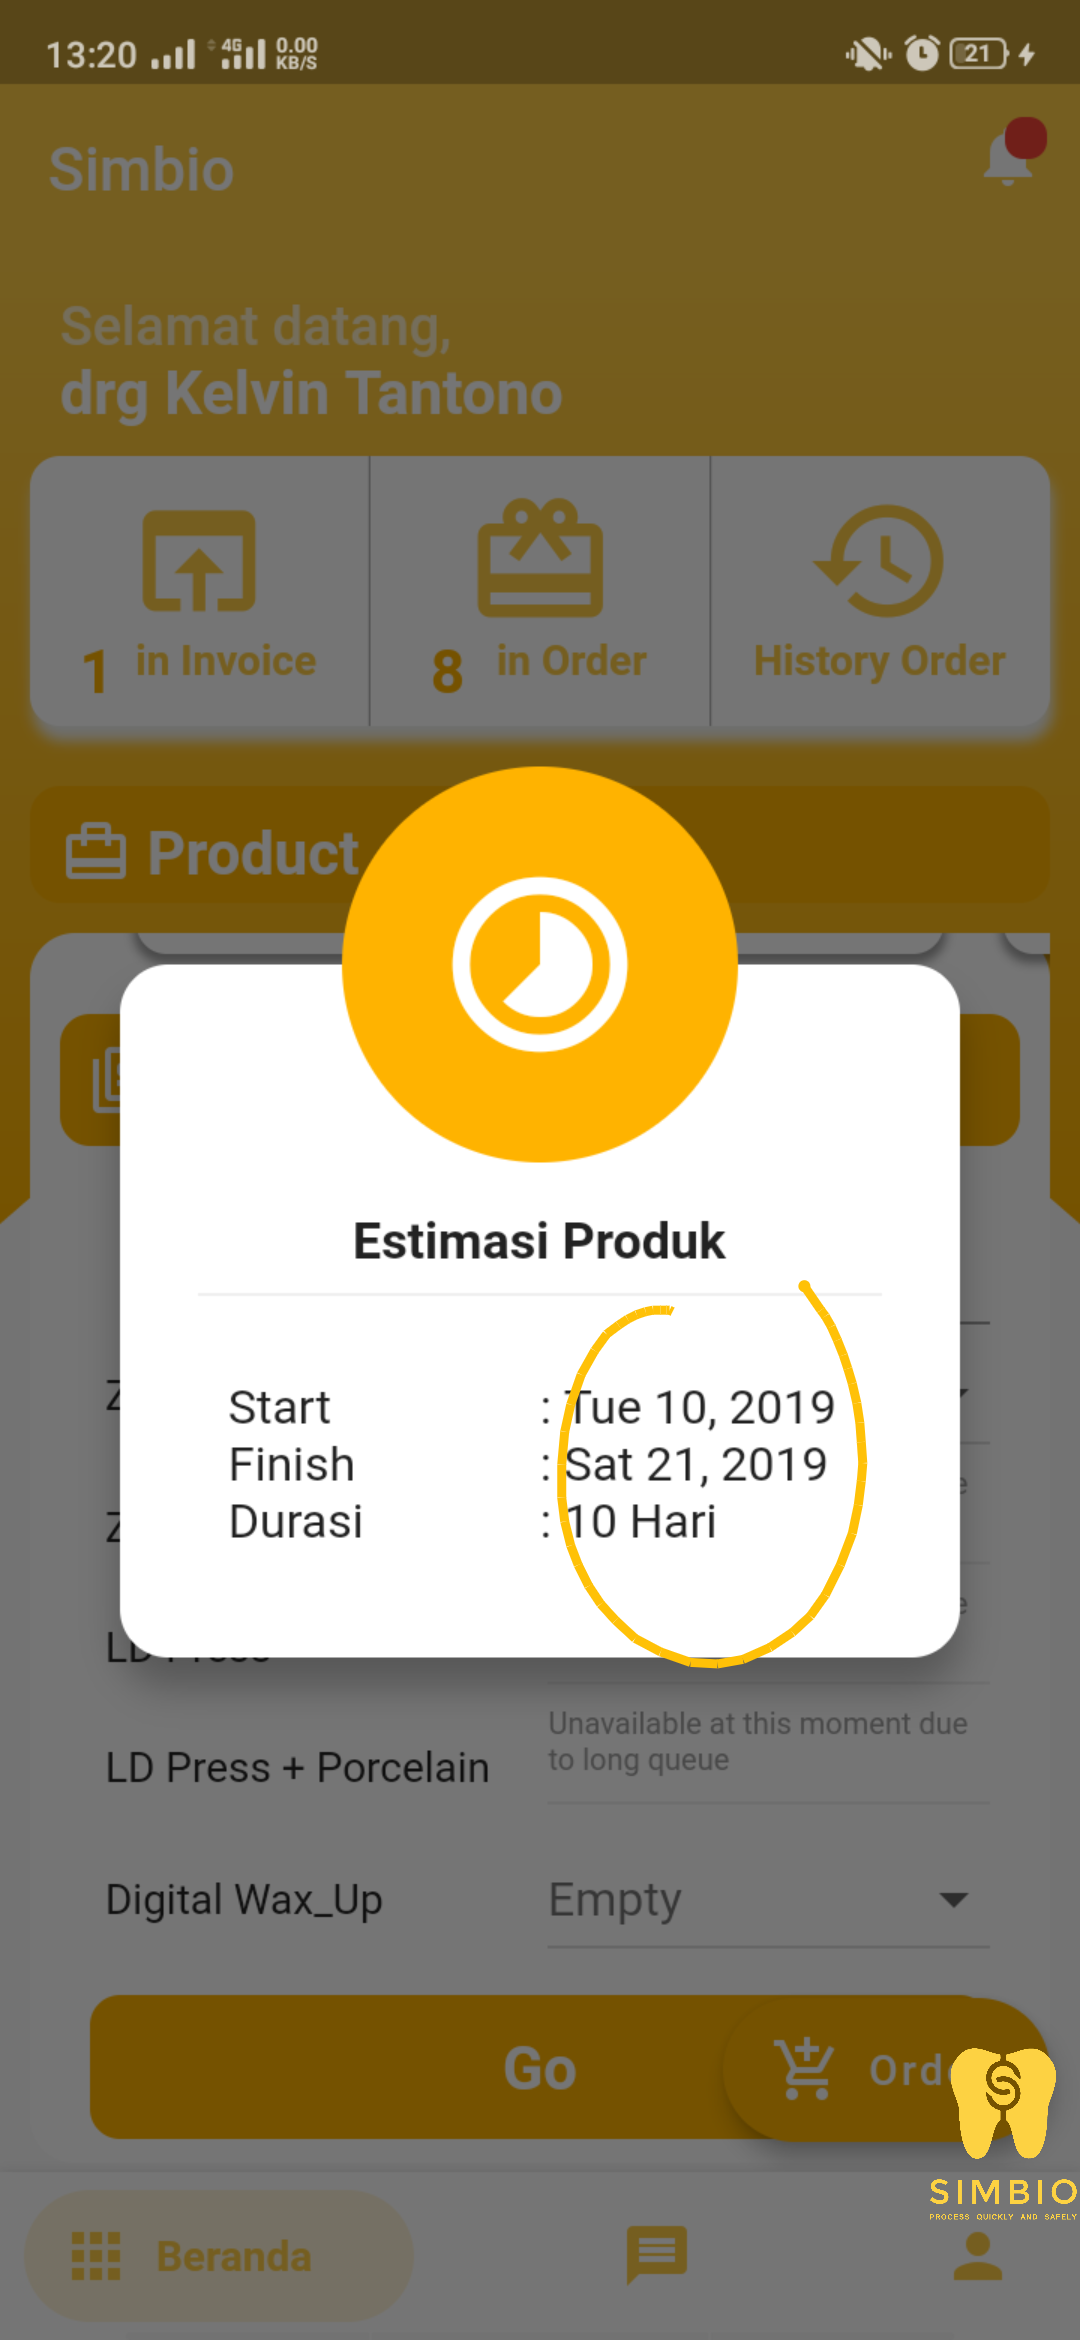 13:20 4G 0.00 KB/S 21
Simbio
Selamat datang,
drg Kelvin Tantono
1 in Invoice
8 in Order
History Order
Product
Estimasi Produk
Start : Tue 10, 2019
Finish : Sat 21, 2019
Durasi : 10 Hari
LD Press
Unavailable at this moment due
to long queue
LD Press + Porcelain
Digital Wax_Up Empty
Go
SIMBIO
PROCESS QUICKLY AND SAFELY
Beranda